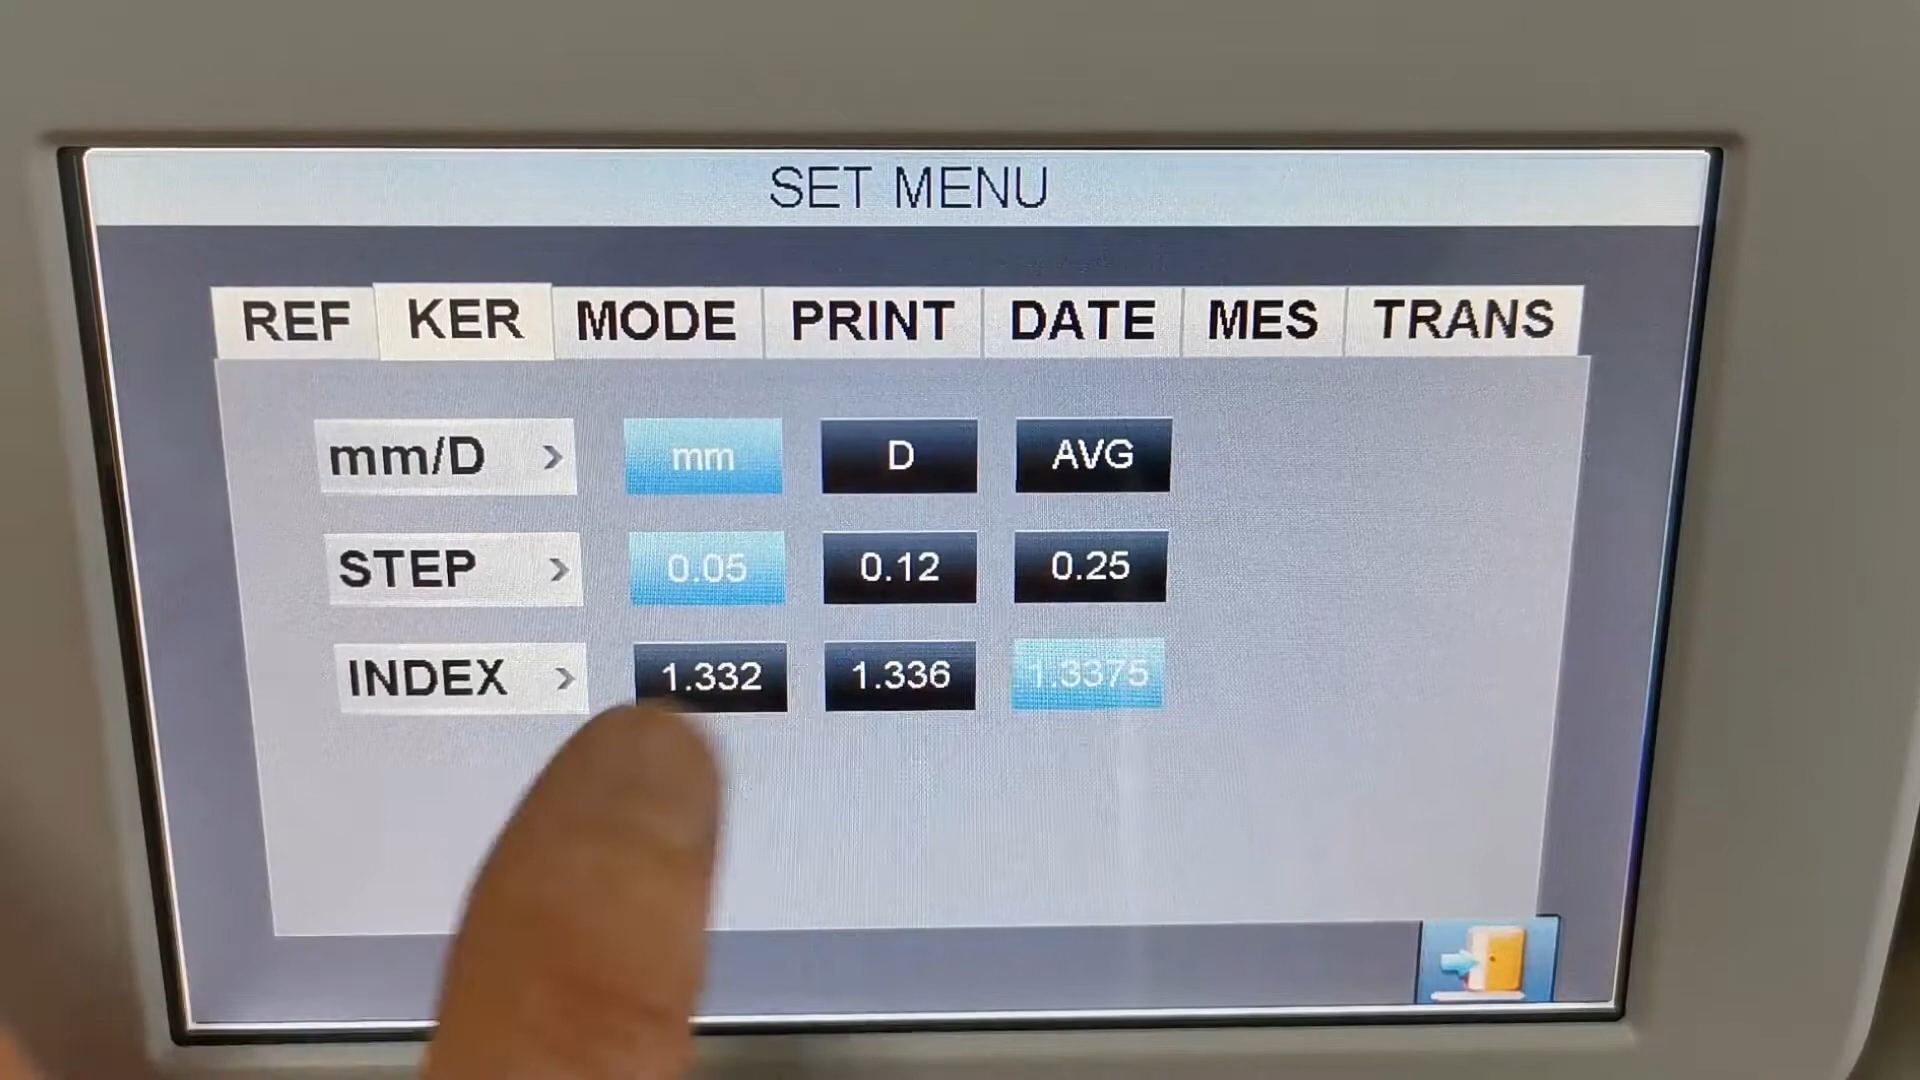 SET MENU
REF KER MODE PRINT DATE MES TRANS
mm/D > mm D AVG
STEP > 0.05 0.12 0.25
INDEX > 1.332 1.336 1.3375